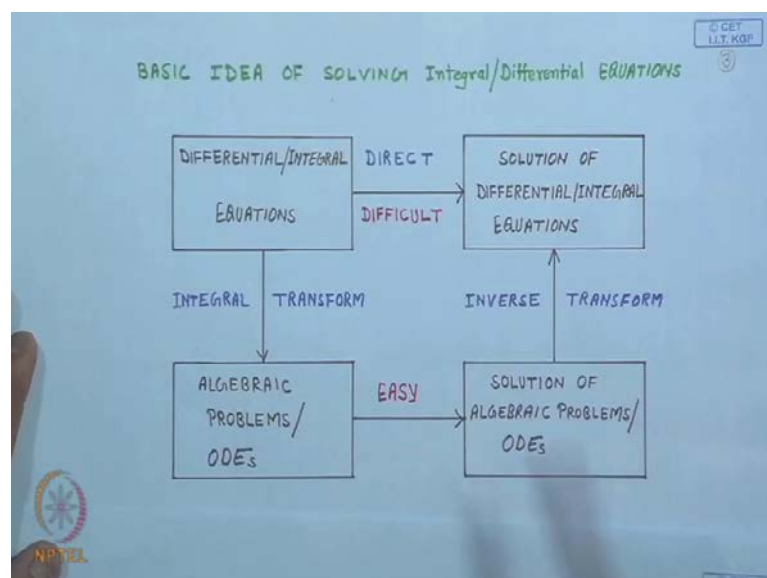 © CET
I.I.T. KGP
3
BASIC IDEA OF SOLVING Integral/Differential EQUATIONS
DIFFERENTIAL/INTEGRAL
EQUATIONS
DIRECT
DIFFICULT
SOLUTION OF
DIFFERENTIAL/INTEGRAL
EQUATIONS
INTEGRAL TRANSFORM
INVERSE TRANSFORM
ALGEBRAIC
PROBLEMS/
ODEs
EASY
SOLUTION OF
ALGEBRAIC PROBLEMS/
ODEs
NPTEL